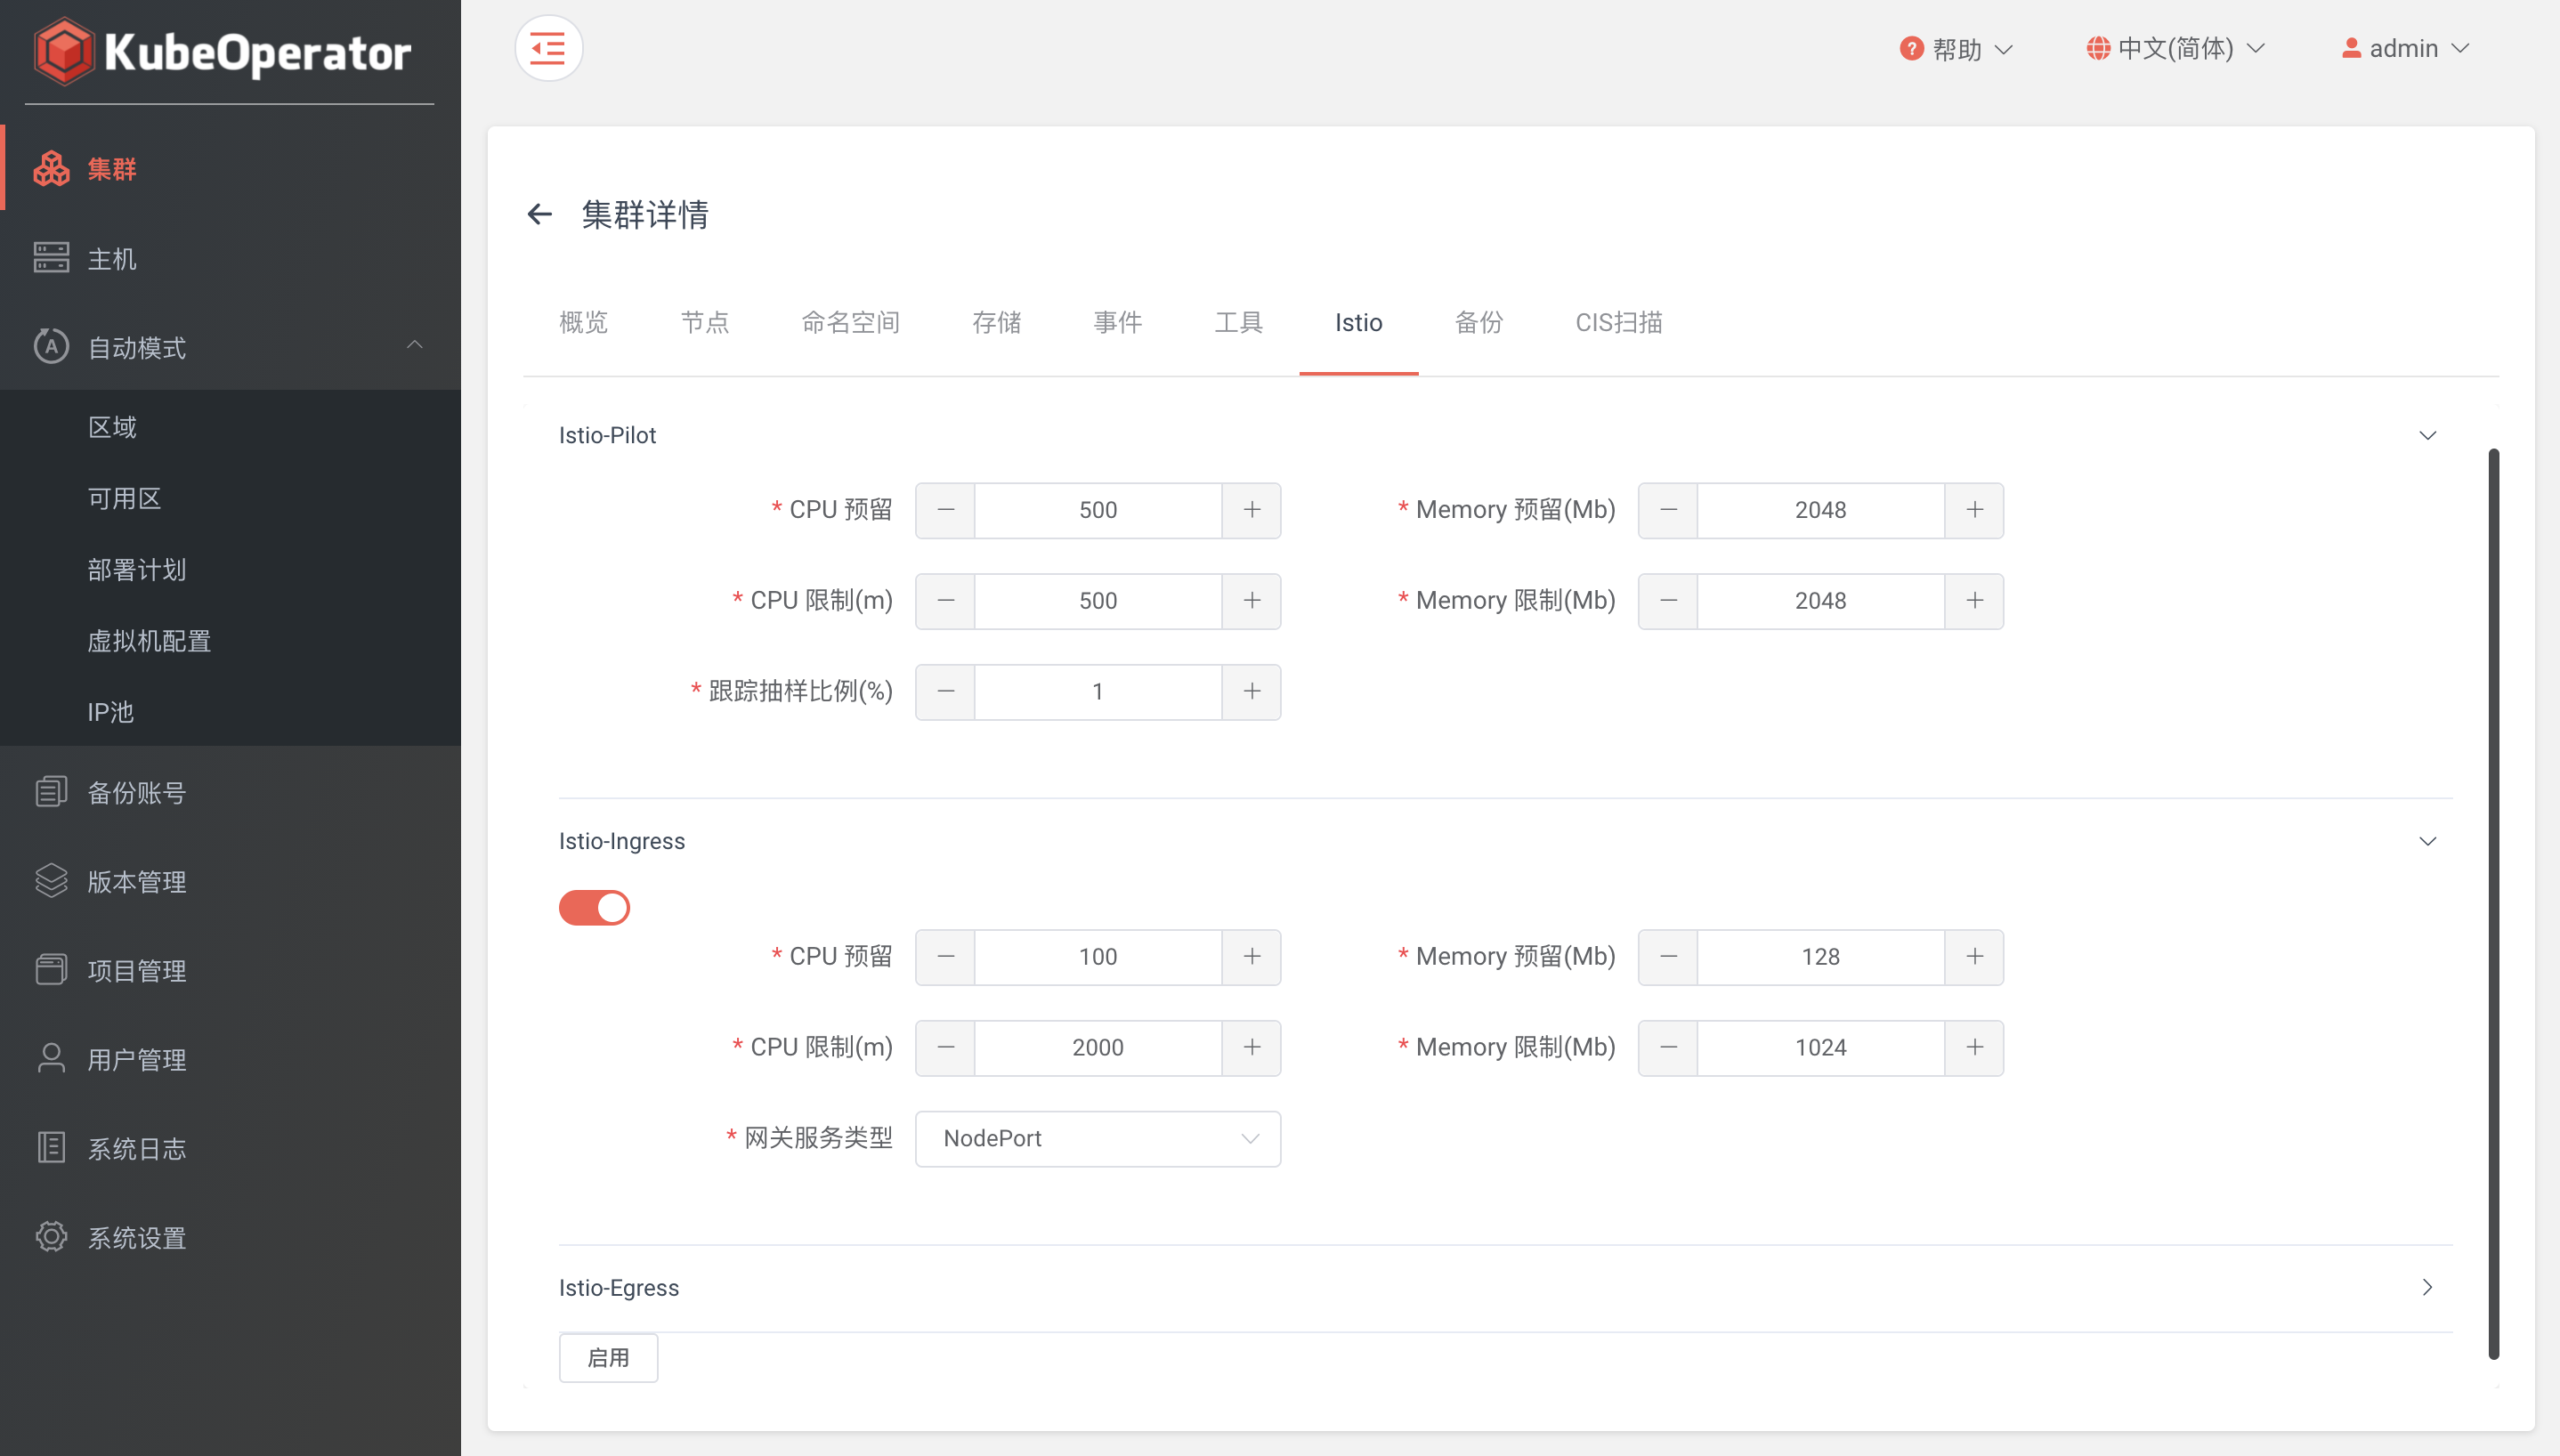 KubeOperator
帮助
中文(简体)
admin
集群
主机
自动模式
区域
可用区
部署计划
虚拟机配置
IP池
备份账号
版本管理
项目管理
用户管理
系统日志
系统设置
集群详情
概览 节点 命名空间 存储 事件 工具 Istio 备份 CIS扫描
Istio-Pilot
* CPU 预留 500 * Memory 预留(Mb) 2048
* CPU 限制(m) 500 * Memory 限制(Mb) 2048
* 跟踪抽样比例(%) 1
Istio-Ingress
* CPU 预留 100 * Memory 预留(Mb) 128
* CPU 限制(m) 2000 * Memory 限制(Mb) 1024
* 网关服务类型 NodePort
Istio-Egress
启用